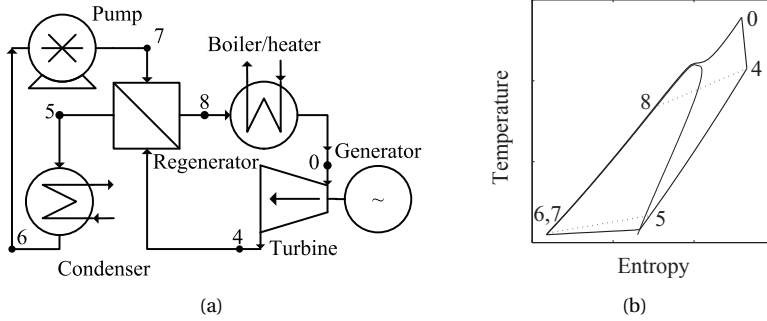 Pump
7
Boiler/heater
5
8
Regenerator
0
Generator
~
6
4
Turbine
Condenser
(a)
Temperature
0
4
8
6,7
5
Entropy
(b)